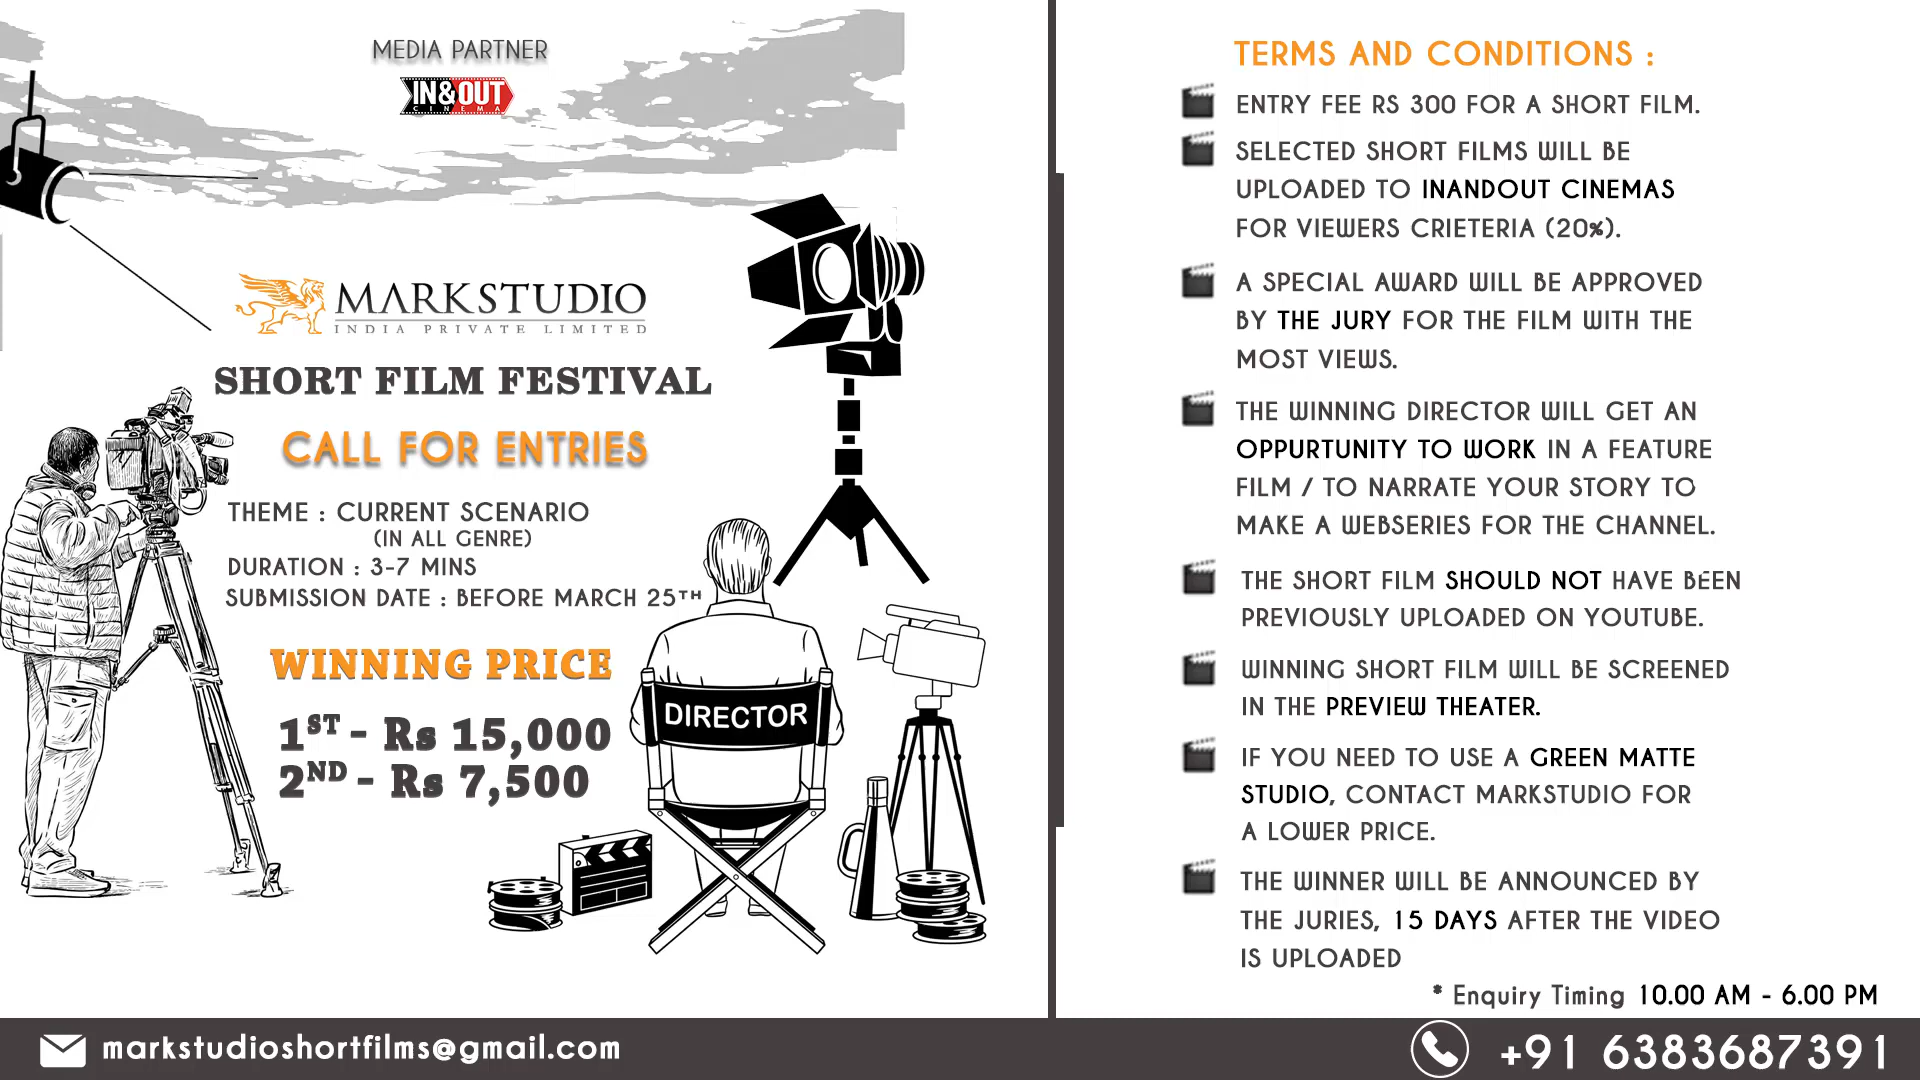 MEDIA PARTNER
IN&OUT
CINEMA
MARKSTUDIO
INDIA PRIVATE LIMITED
SHORT FILM FESTIVAL
CALL FOR ENTRIES
THEME : CURRENT SCENARIO
(IN ALL GENRE)
DURATION : 3-7 MINS
SUBMISSION DATE : BEFORE MARCH 25TH
WINNING PRICE
1ST - Rs 15,000
2ND - Rs 7,500
DIRECTOR
TERMS AND CONDITIONS :
ENTRY FEE RS 300 FOR A SHORT FILM.
SELECTED SHORT FILMS WILL BE
UPLOADED TO INANDOUT CINEMAS
FOR VIEWERS CRIETERIA (20%).
A SPECIAL AWARD WILL BE APPROVED
BY THE JURY FOR THE FILM WITH THE
MOST VIEWS.
THE WINNING DIRECTOR WILL GET AN
OPPURTUNITY TO WORK IN A FEATURE
FILM / TO NARRATE YOUR STORY TO
MAKE A WEBSERIES FOR THE CHANNEL.
THE SHORT FILM SHOULD NOT HAVE BÉEN
PREVIOUSLY UPLOADED ON YOUTUBE.
WINNING SHORT FILM WILL BE SCREENED
IN THE PREVIEW THEATER.
IF YOU NEED TO USE A GREEN MATTE
STUDIO, CONTACT MARKSTUDIO FOR
A LOWER PRICE.
THE WINNER WILL BE ANNOUNCED BY
THE JURIES, 15 DAYS AFTER THE VIDEO
IS UPLOADED
* Enquiry Timing 10.00 AM - 6.00 PM
markstudioshortfilms@gmail.com
+91 6383687391